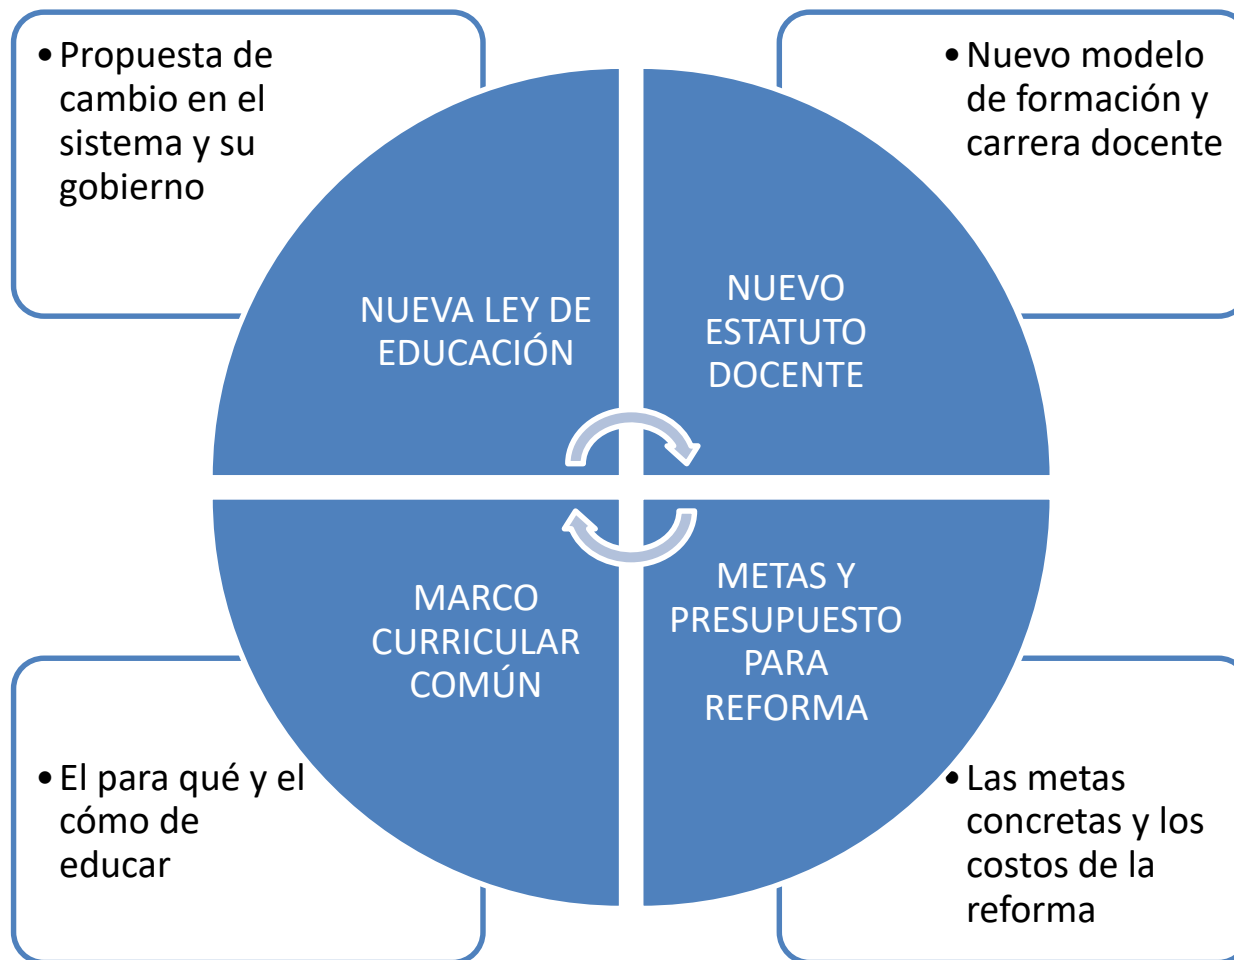 • Propuesta de
cambio en el
sistema y su
gobierno
• Nuevo modelo
de formación y
carrera docente
NUEVA LEY DE
EDUCACIÓN
NUEVO
ESTATUTO
DOCENTE
MARCO
CURRICULAR
COMÚN
METAS Y
PRESUPUESTO
PARA
REFORMA
• El para qué y el
cómo de
educar
• Las metas
concretas y los
costos de la
reforma